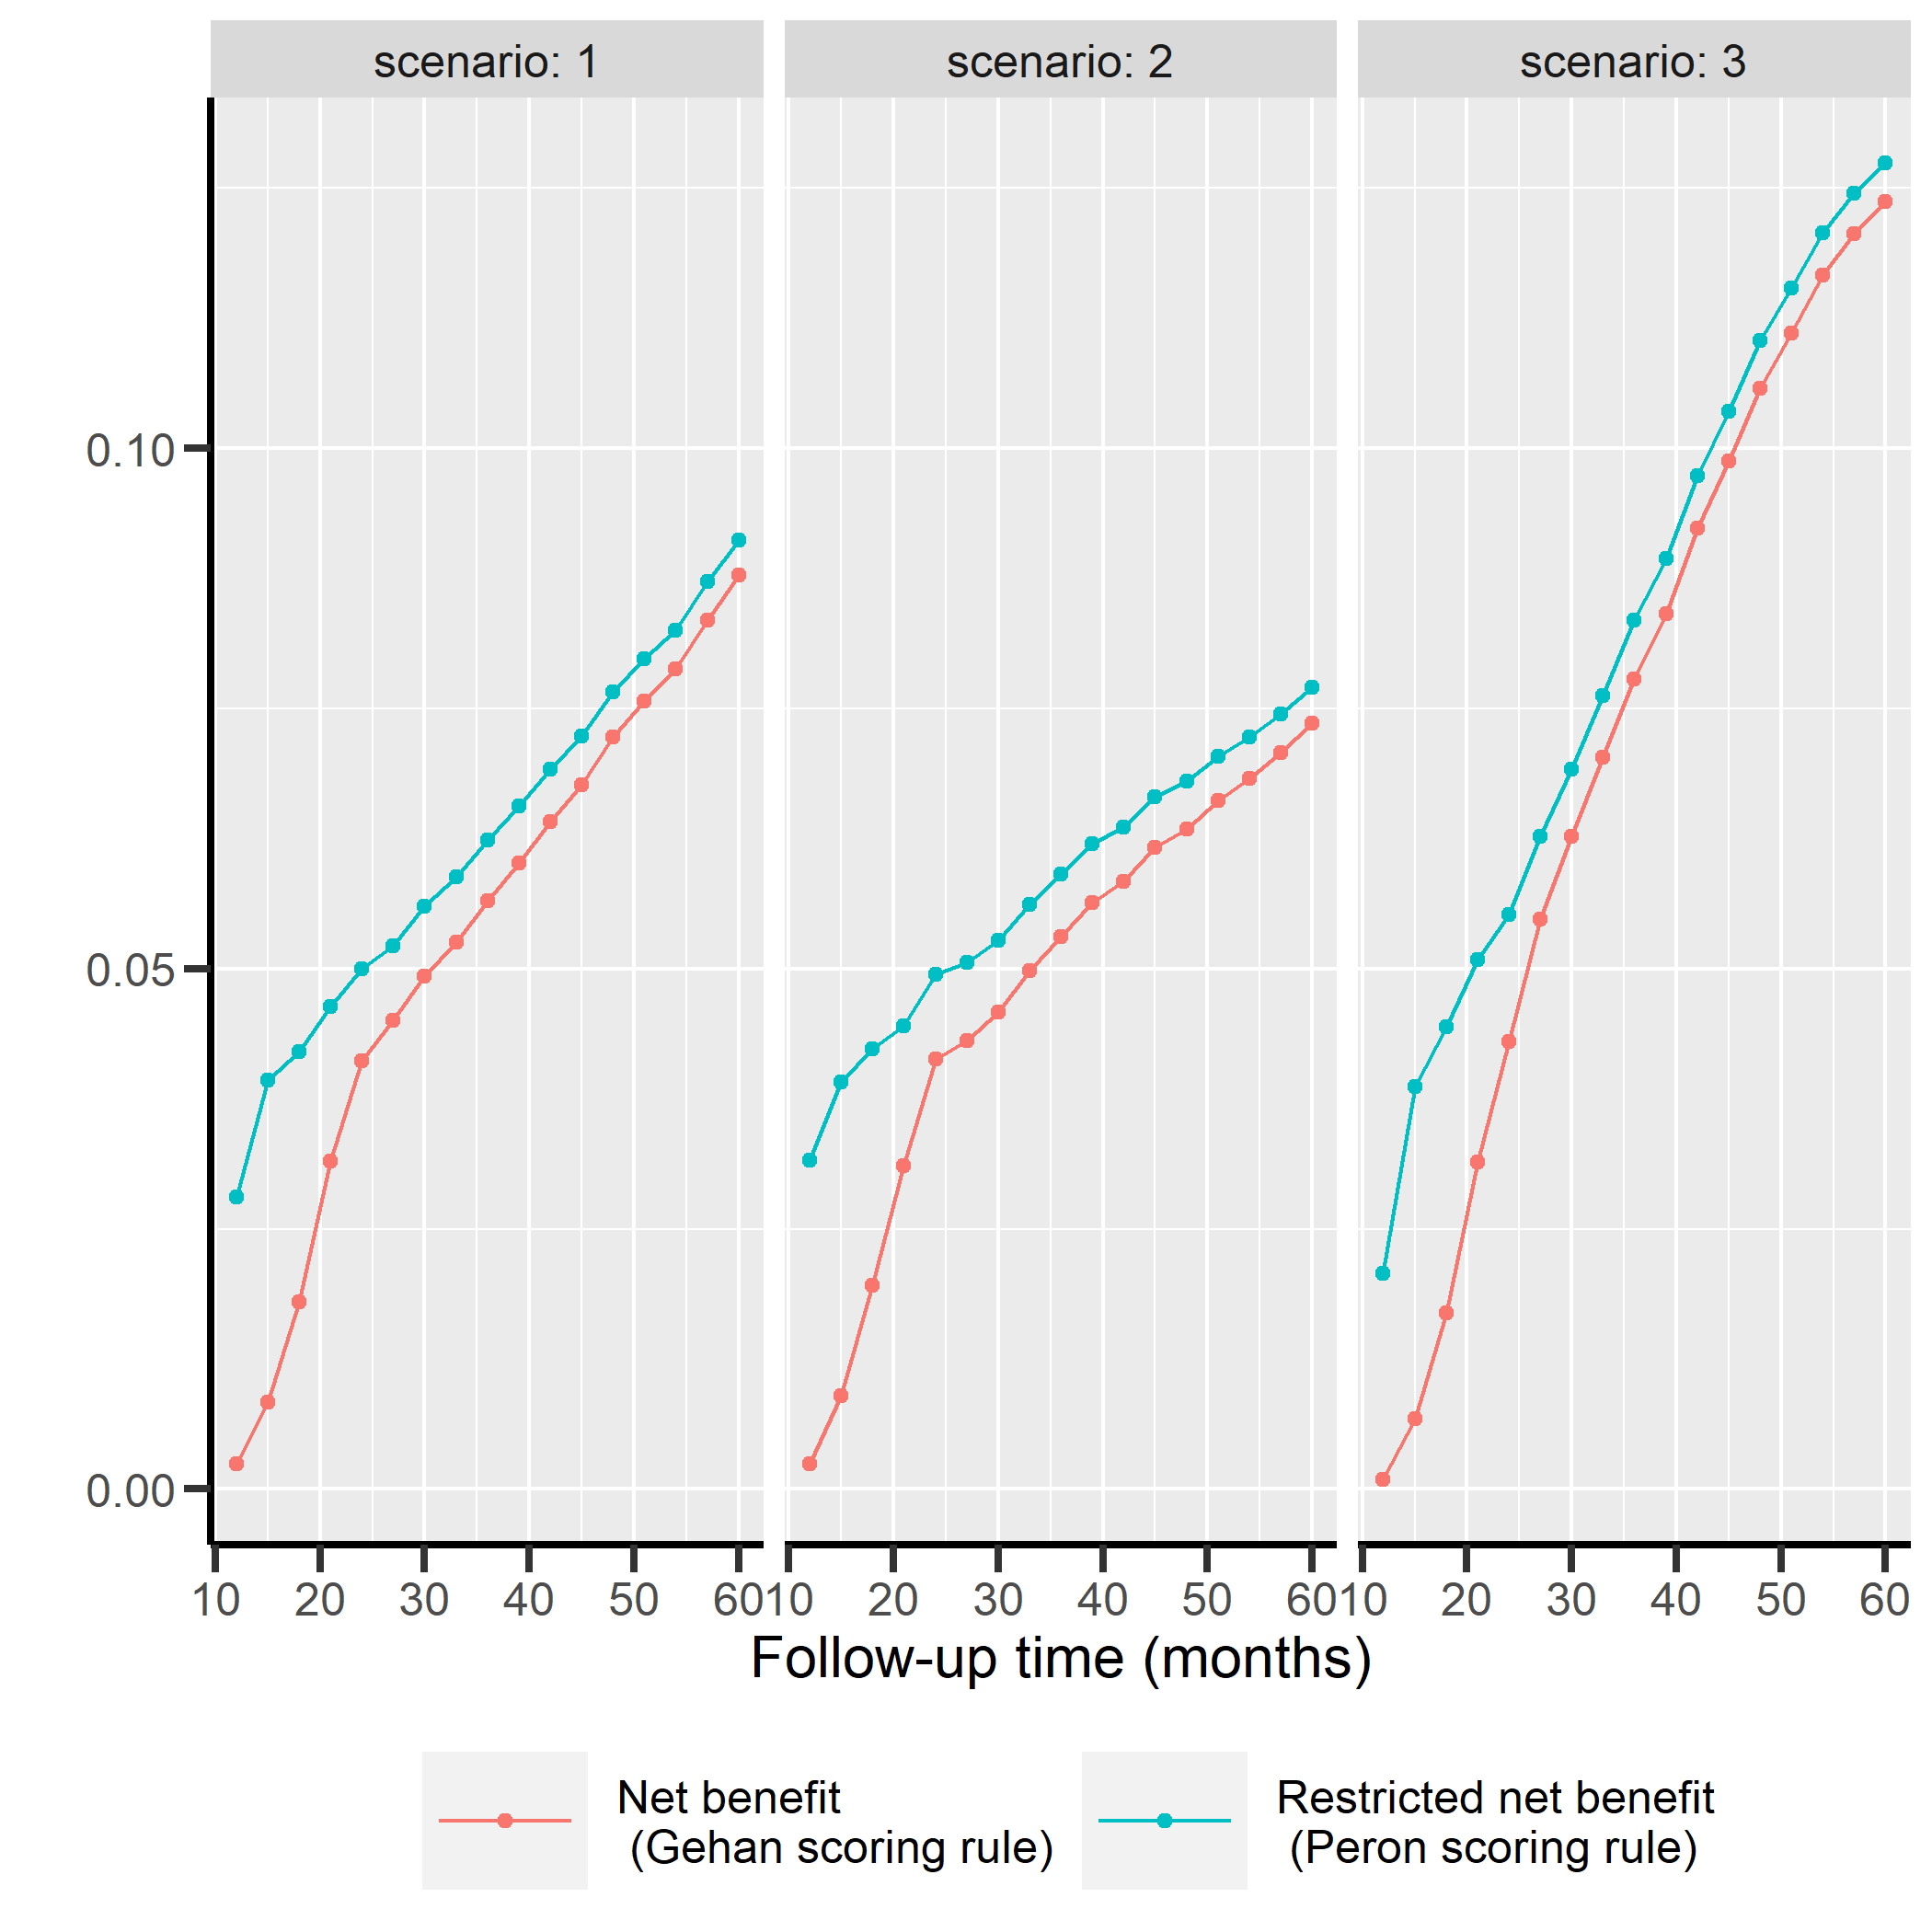 scenario: 1
scenario: 2
scenario: 3
0.10
0.05
0.00
10 20 30 40 50 60
10 20 30 40 50 60
10 20 30 40 50 60
Follow-up time (months)
Net benefit
(Gehan scoring rule)
Restricted net benefit
(Peron scoring rule)